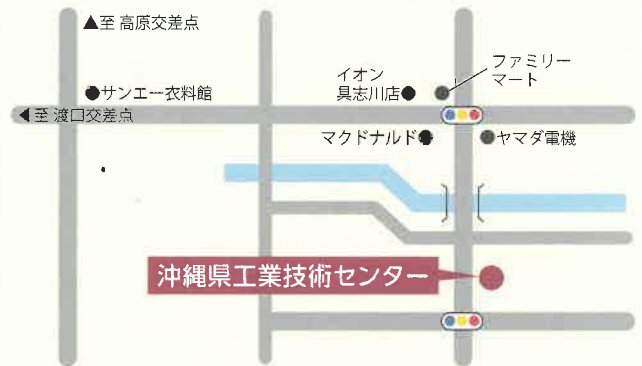 ▲至 高原交差点
ファミリー
マート
イオン
具志川店●
●サンエー衣料館
◀至 渡口交差点
マクドナルド●
●ヤマダ電機
沖縄県工業技術センター